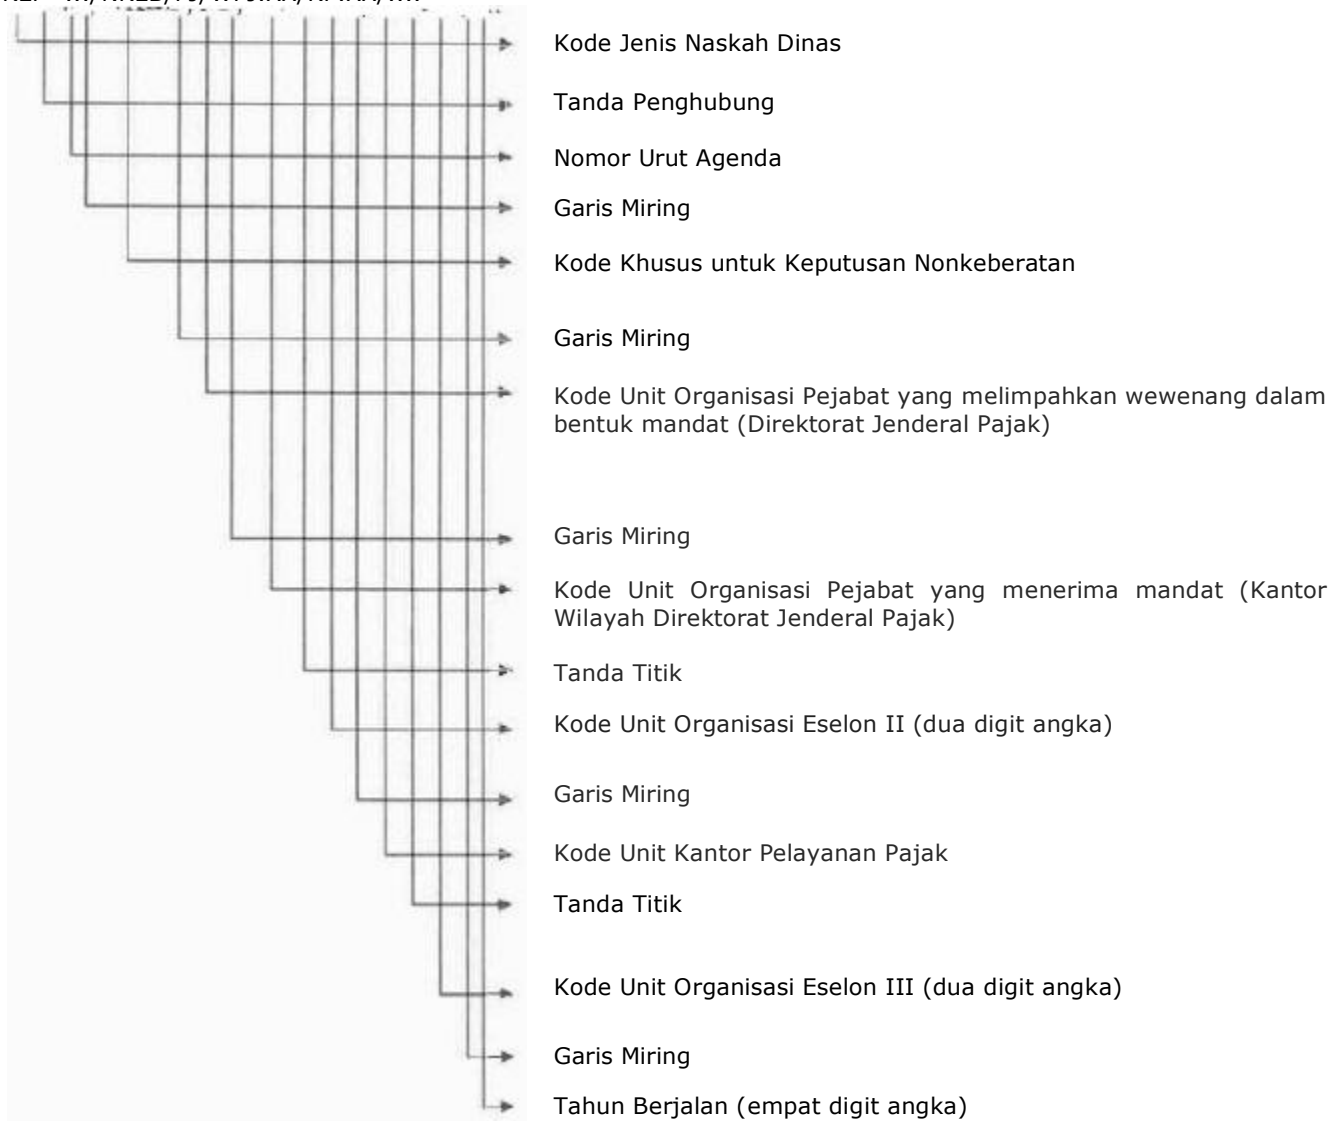 Kode Jenis Naskah Dinas
Tanda Penghubung
Nomor Urut Agenda
Garis Miring
Kode Khusus untuk Keputusan Nonkeberatan
Garis Miring
Kode Unit Organisasi Pejabat yang melimpahkan wewenang dalam
bentuk mandat (Direktorat Jenderal Pajak)
Garis Miring
Kode Unit Organisasi Pejabat yang menerima mandat (Kantor
Wilayah Direktorat Jenderal Pajak)
Tanda Titik
Kode Unit Organisasi Eselon II (dua digit angka)
Garis Miring
Kode Unit Kantor Pelayanan Pajak
Tanda Titik
Kode Unit Organisasi Eselon III (dua digit angka)
Garis Miring
Tahun Berjalan (empat digit angka)